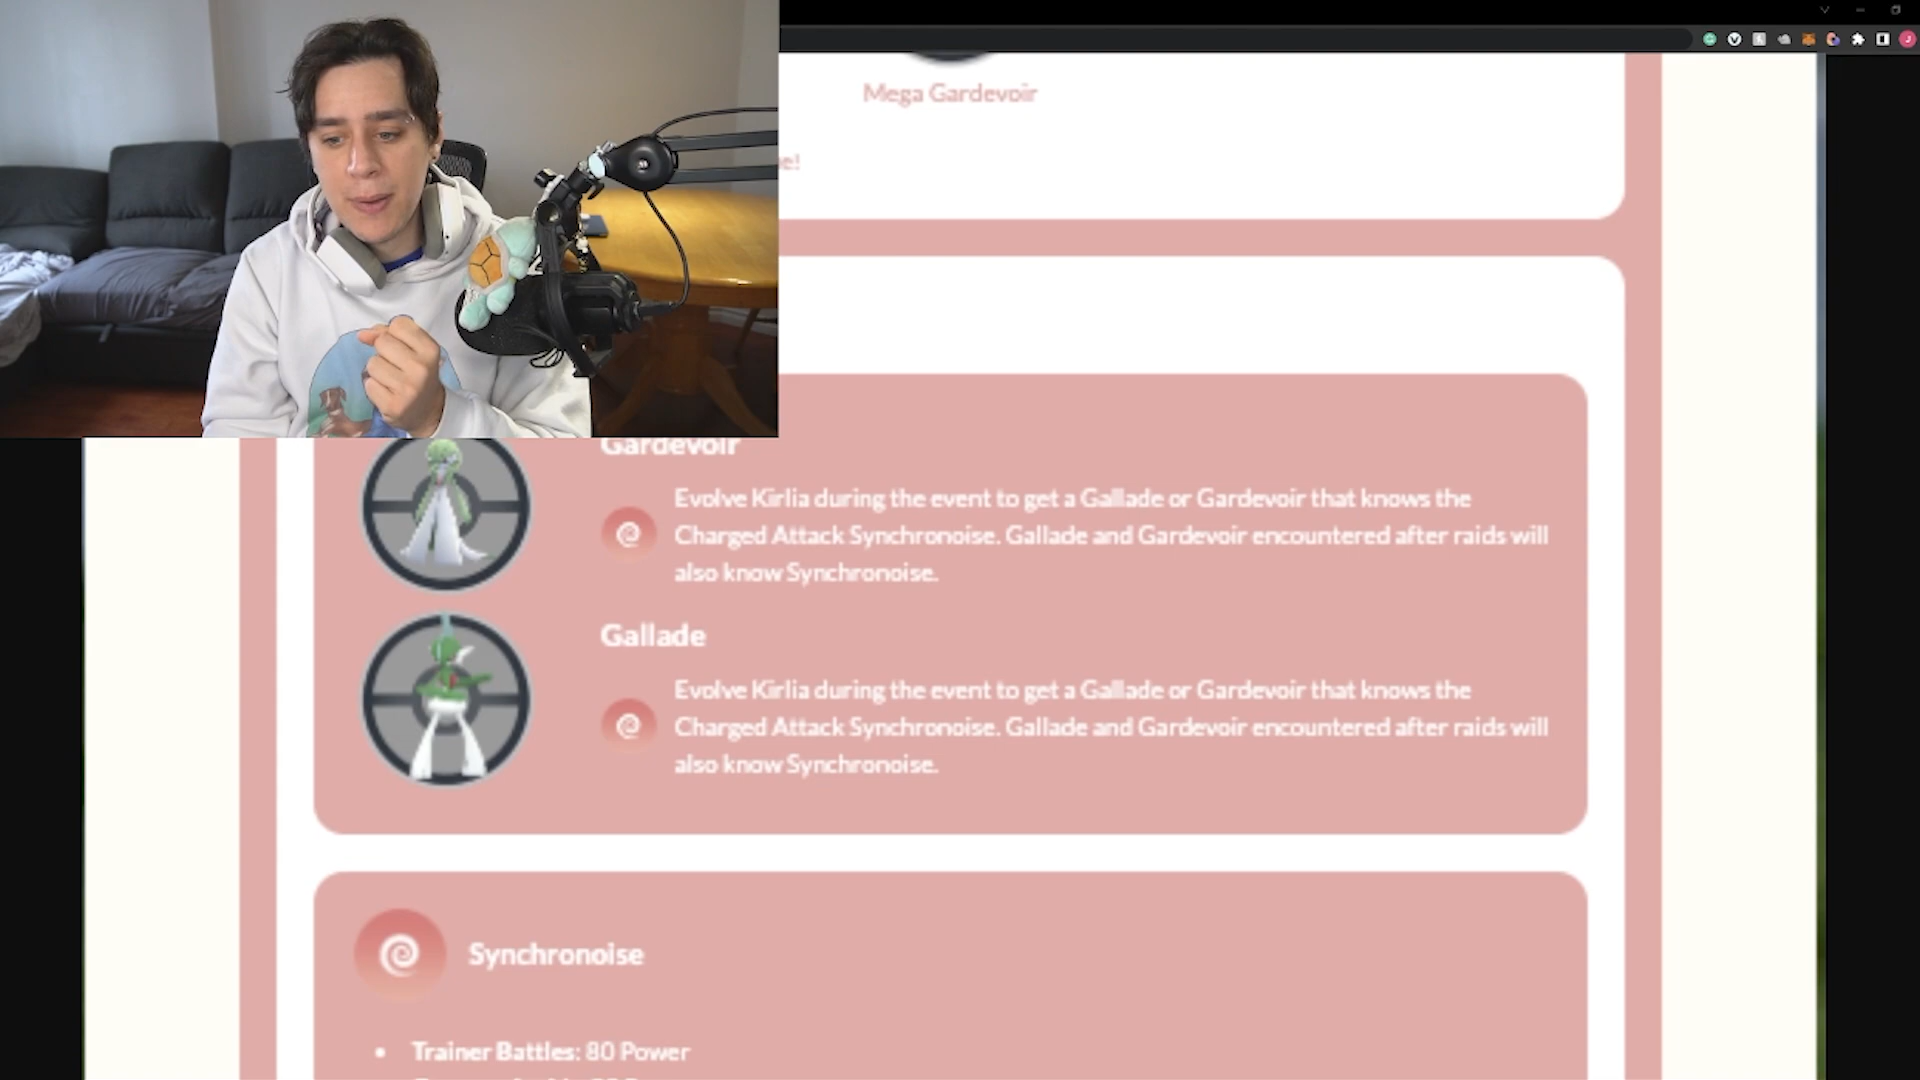 Mega Gardevoir
e!
Gardevoir
Evolve Kirlia during the event to get a Gallade or Gardevoir that knows the
Charged Attack Synchronoise. Gallade and Gardevoir encountered after raids will
also know Synchronoise.
Gallade
Evolve Kirlia during the event to get a Gallade or Gardevoir that knows the
Charged Attack Synchronoise. Gallade and Gardevoir encountered after raids will
also know Synchronoise.
Synchronoise
• Trainer Battles: 80 Power